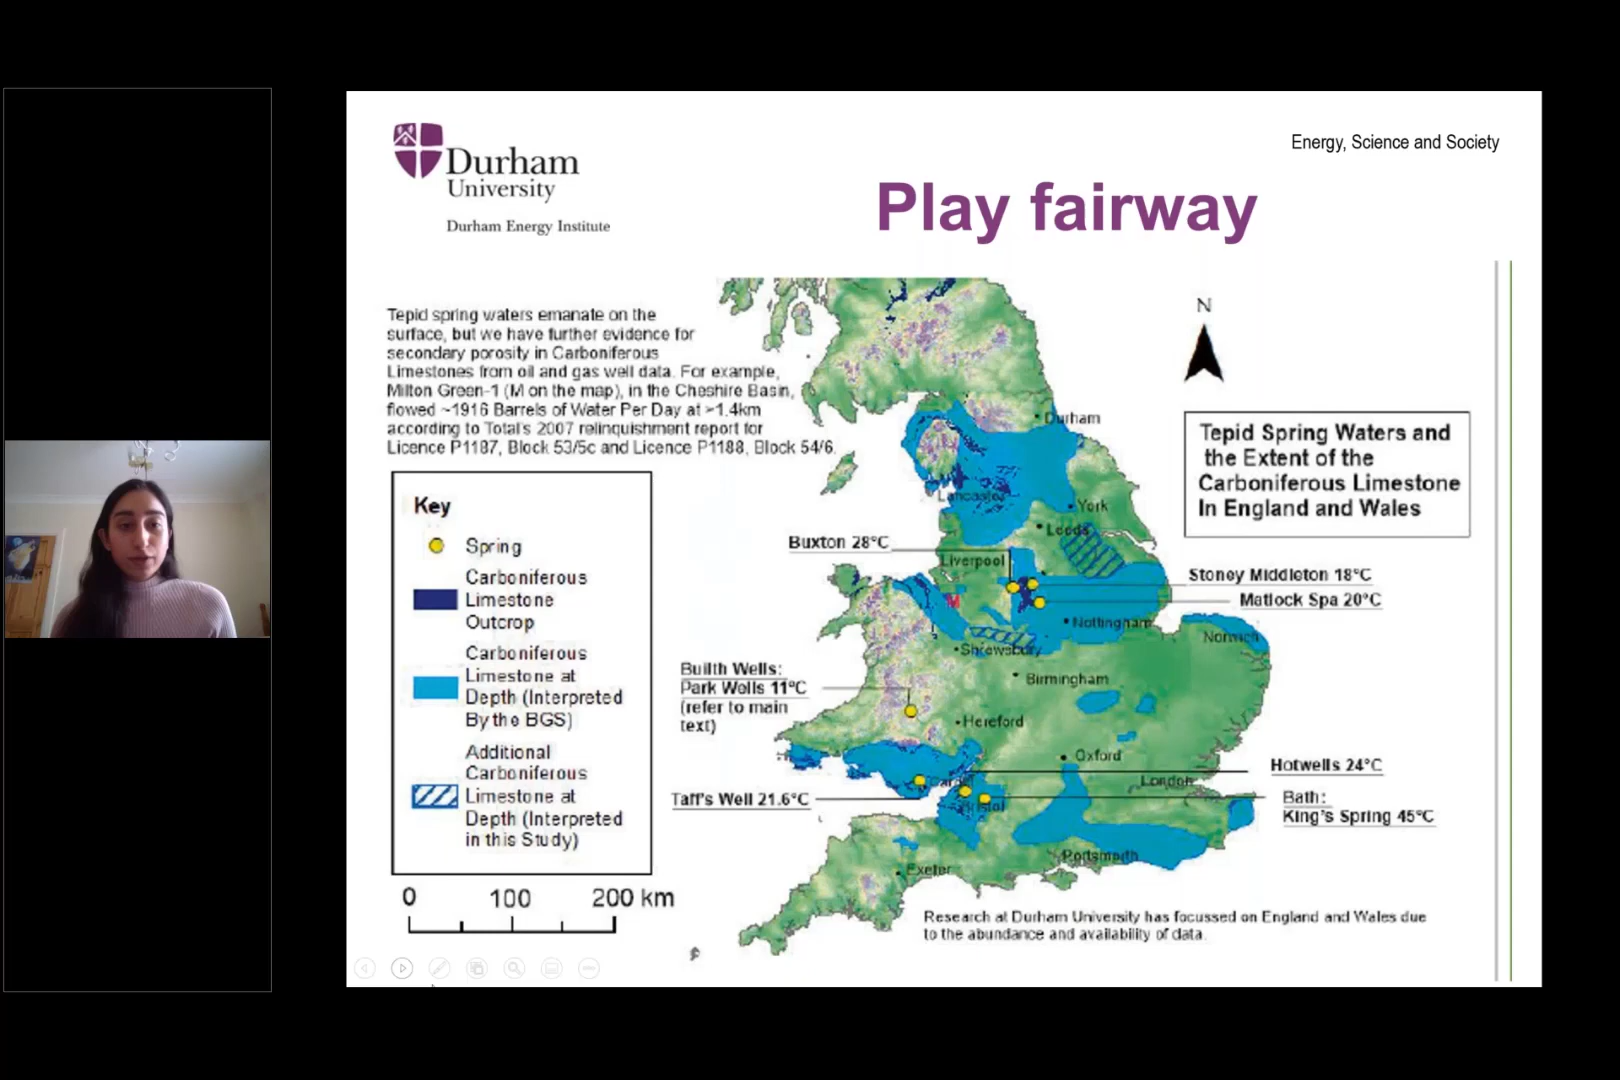 Durham
University
Durham Energy Institute
Energy, Science and Society
Play fairway
Tepid spring waters emanate on the
surface, but we have further evidence for
secondary porosity in Carboniferous
Limestones from oil and gas well data. For example,
Milton Green-1 (M on the map), in the Cheshire Basin,
flowed ~1916 Barrels of Water Per Day at >1.4km
according to Total's 2007 relinquishment report for
Licence P1187, Block 53/5c and Licence P1188, Block 54/6.
Key
Spring
Carboniferous
Limestone
Outcrop
Carboniferous
Limestone at
Depth (Interpreted
By the BGS)
Additional
Carboniferous
Limestone at
Depth (Interpreted
in this Study)
0 100 200 km
N
Tepid Spring Waters and
the Extent of the
Carboniferous Limestone
In England and Wales
Durham
Lancaster
York
Leeds
Buxton 28°C
Liverpool
Stoney Middleton 18°C
Matlock Spa 20°C
M
Nottingham
Norwich
Shrewsbury
Builth Wells:
Park Wells 11°C
(refer to main
text)
Birmingham
Hereford
Oxford
Hotwells 24°C
London
Cardiff
Taff's Well 21.6°C
Bristol
Bath:
King's Spring 45°C
Portsmouth
Exeter
Research at Durham University has focussed on England and Wales due
to the abundance and availability of data.